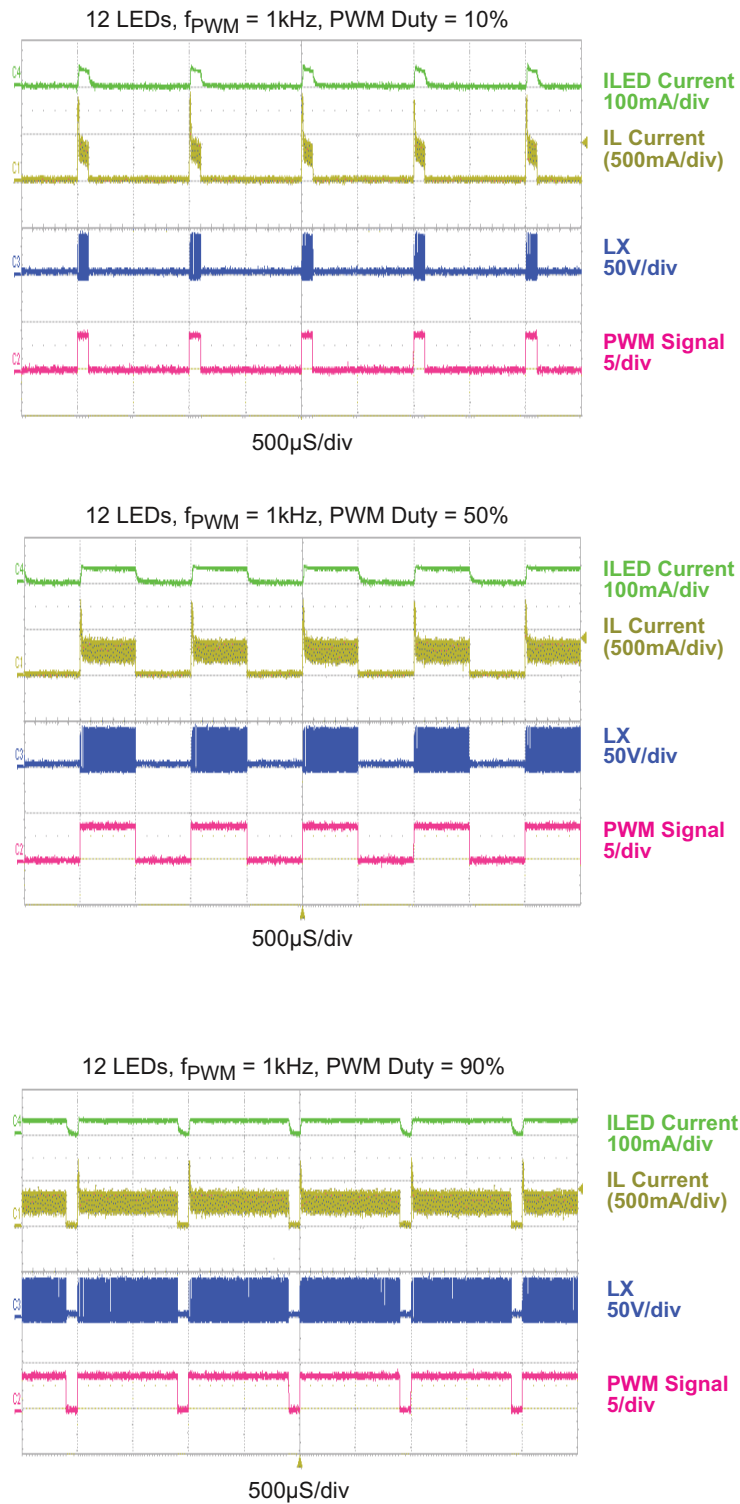 12 LEDs, fPWM = 1kHz, PWM Duty = 10%
C4
ILED Current
100mA/div
IL Current
(500mA/div)
C1
LX
50V/div
C3
PWM Signal
5/div
C2
500µS/div
12 LEDs, fPWM = 1kHz, PWM Duty = 50%
C4
ILED Current
100mA/div
IL Current
(500mA/div)
C1
LX
50V/div
C3
PWM Signal
5/div
C2
500µS/div
12 LEDs, fPWM = 1kHz, PWM Duty = 90%
C4
ILED Current
100mA/div
IL Current
(500mA/div)
C1
LX
50V/div
C3
PWM Signal
5/div
C2
500µS/div